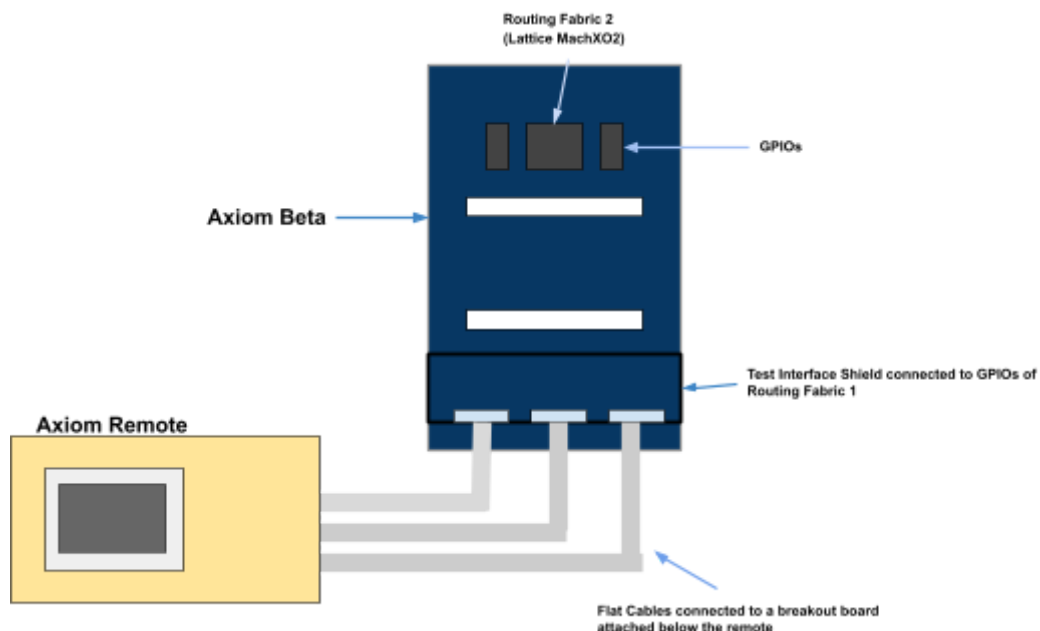 Routing Fabric 2
(Lattice MachXO2)
GPIOs
Axiom Beta
Test Interface Shield connected to GPIOs of
Routing Fabric 1
Axiom Remote
Flat Cables connected to a breakout board
attached below the remote